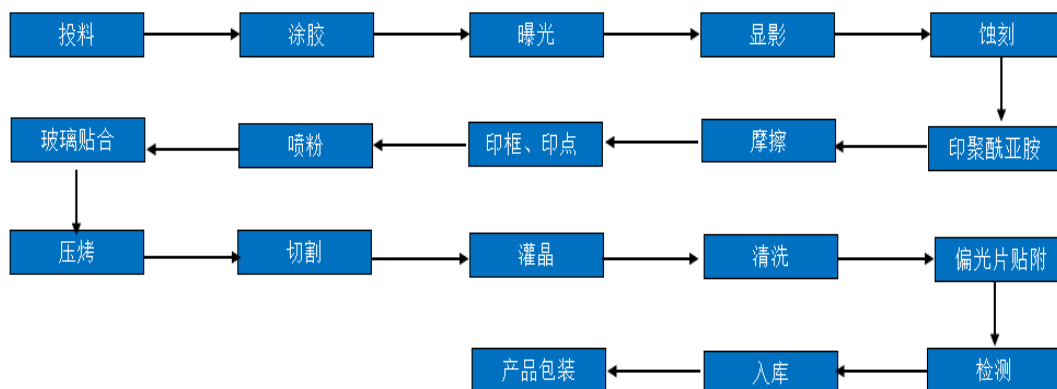 投料
涂胶
曝光
显影
蚀刻
印聚酰亚胺
摩擦
印框、印点
喷粉
玻璃贴合
压烤
切割
灌晶
清洗
偏光片贴附
检测
入库
产品包装